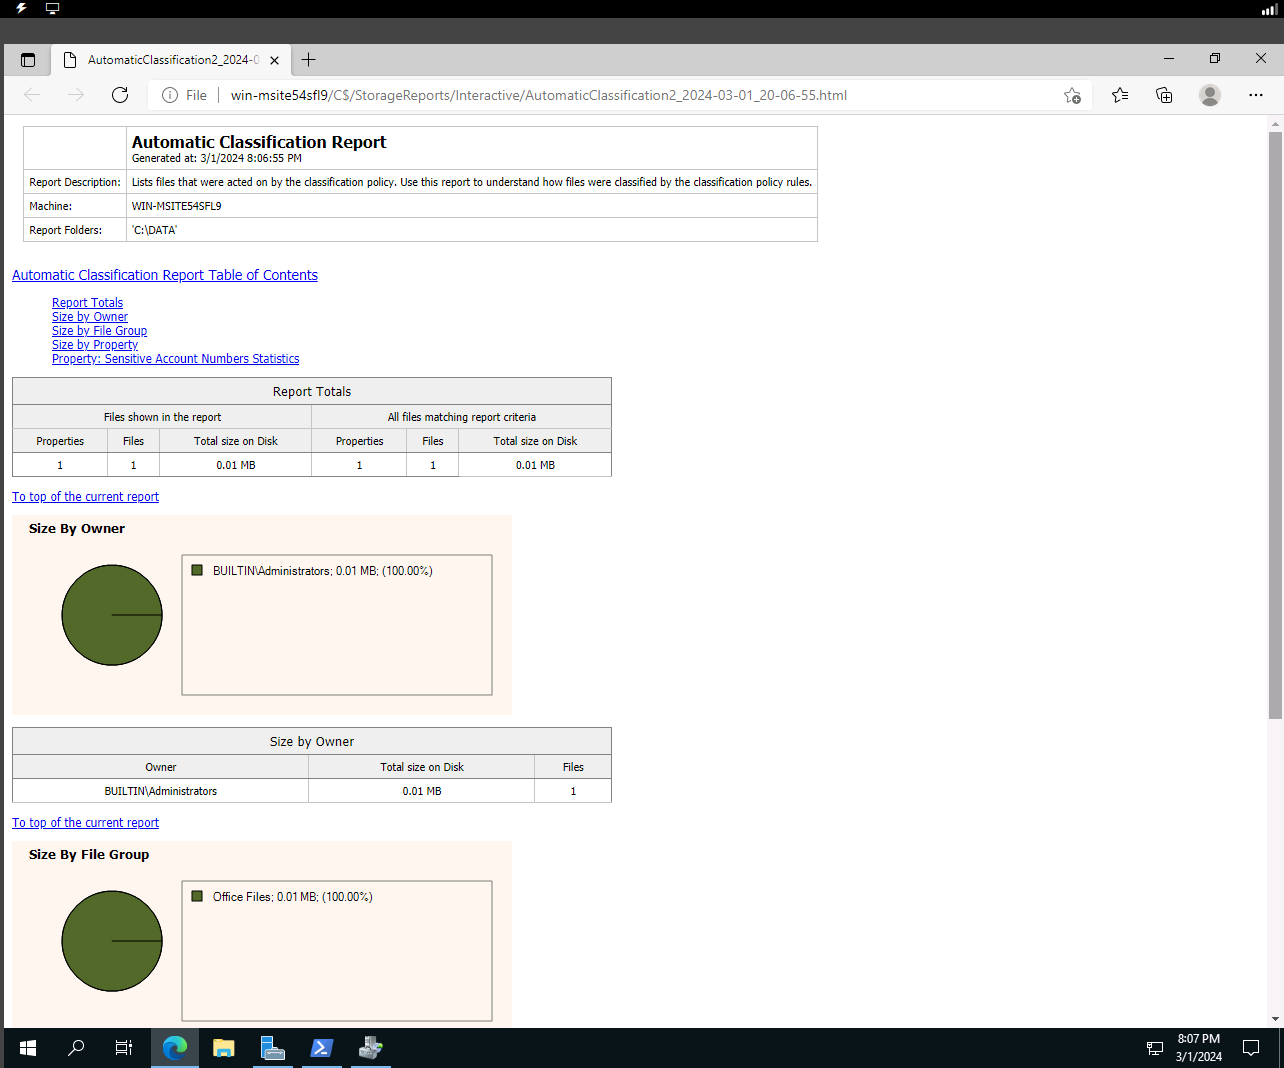 AutomaticClassification2_2024-0
File
win-msite54sfl9/C$/StorageReports/Interactive/AutomaticClassification2_2024-03-01_20-06-55.html
Automatic Classification Report
Generated at: 3/1/2024 8:06:55 PM
Report Description: Lists files that were acted on by the classification policy. Use this report to understand how files were classified by the classification policy rules.
Machine: WIN-MSITE54SFL9
Report Folders: 'C:\DATA'
Automatic Classification Report Table of Contents
Report Totals
Size by Owner
Size by File Group
Size by Property
Property: Sensitive Account Numbers Statistics
Report Totals
Files shown in the report All files matching report criteria
Properties Files Total size on Disk Properties Files Total size on Disk
1 1 0.01 MB 1 1 0.01 MB
To top of the current report
Size By Owner
BUILTIN\Administrators; 0.01 MB; (100.00%)
Size by Owner
Owner Total size on Disk Files
BUILTIN\Administrators 0.01 MB 1
To top of the current report
Size By File Group
Office Files; 0.01 MB; (100.00%)
8:07 PM
3/1/2024